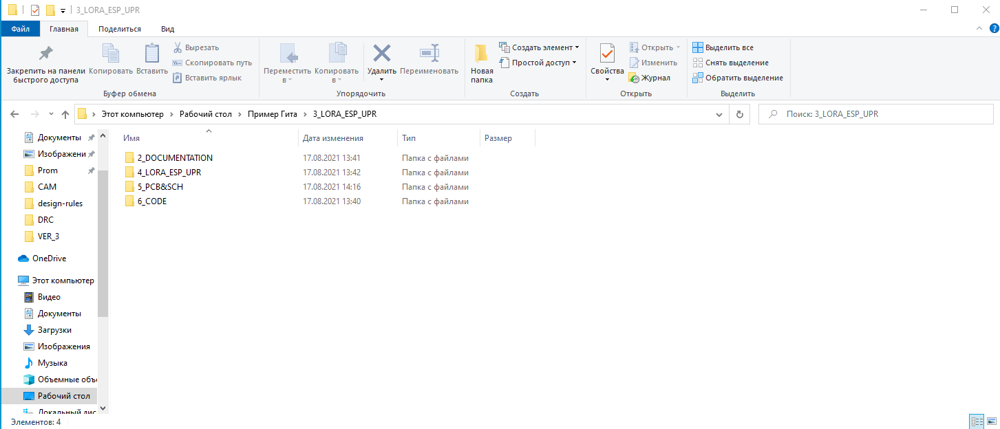 3_LORA_ESP_UPR
Файл Главная Поделиться Вид
Закрепить на панели быстрого доступа
Копировать
Вставить
Вырезать
Скопировать путь
Вставить ярлык
Буфер обмена
Переместить в
Копировать в
Удалить
Переименовать
Упорядочить
Новая папка
Создать элемент
Простой доступ
Создать
Свойства
Открыть
Изменить
Журнал
Открыть
Выделить все
Снять выделение
Обратить выделение
Выделить
Этот компьютер > Рабочий стол > Пример Гита > 3_LORA_ESP_UPR
Поиск: 3_LORA_ESP_UPR
Документы
Изображени
Prom
CAM
design-rules
DRC
VER_3
OneDrive
Этот компьютер
Видео
Документы
Загрузки
Изображения
Музыка
Объемные объ
Рабочий стол
Локальный дис
Имя Дата изменения Тип Размер
2_DOCUMENTATION 17.08.2021 13:41 Папка с файлами
4_LORA_ESP_UPR 17.08.2021 13:42 Папка с файлами
5_PCB&SCH 17.08.2021 14:16 Папка с файлами
6_CODE 17.08.2021 13:40 Папка с файлами
Элементов: 4